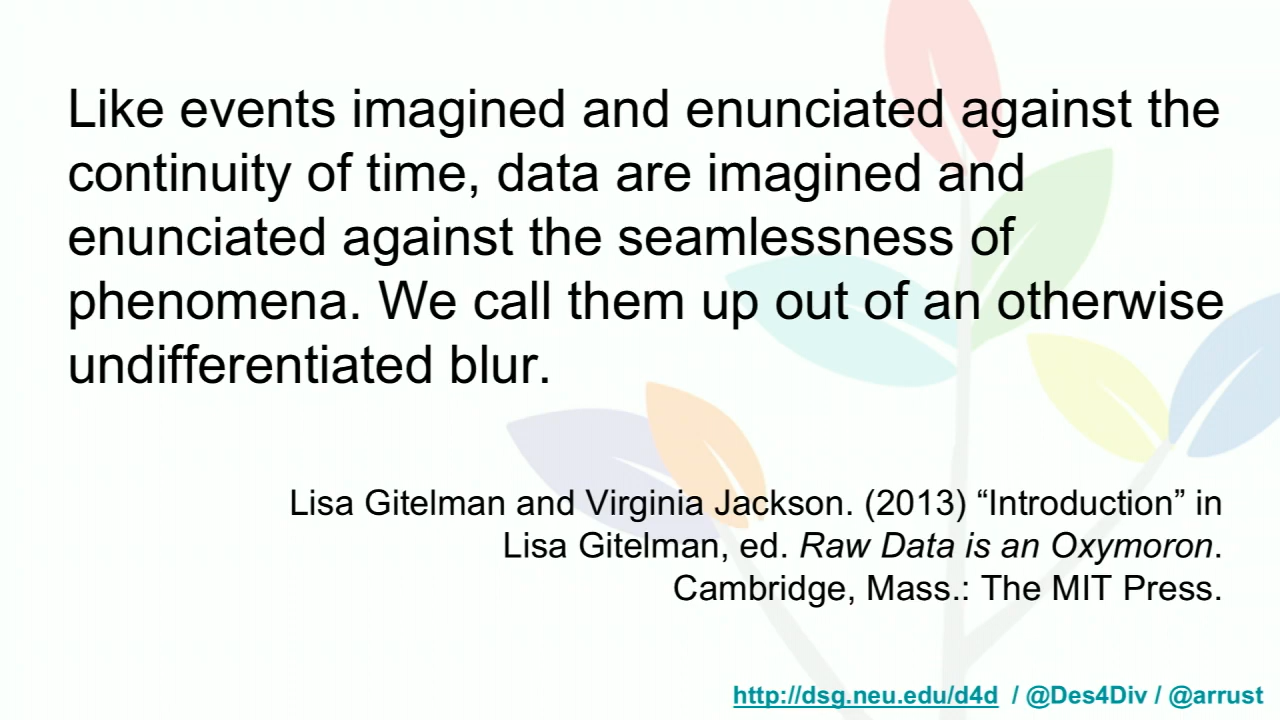 Like events imagined and enunciated against the
continuity of time, data are imagined and
enunciated against the seamlessness of
phenomena. We call them up out of an otherwise
undifferentiated blur.
Lisa Gitelman and Virginia Jackson. (2013) “Introduction” in
Lisa Gitelman, ed. Raw Data is an Oxymoron.
Cambridge, Mass.: The MIT Press.
http://dsg.neu.edu/d4d / @Des4Div / @arrust